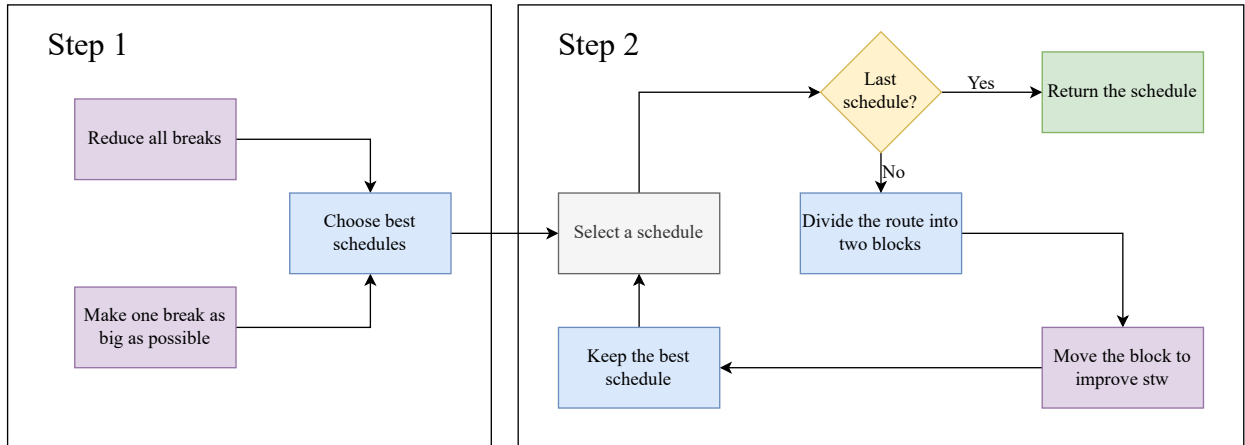 Step 1
Reduce all breaks
Choose best
schedules
Make one break as
big as possible
Step 2
Last
schedule?
Yes
Return the schedule
No
Select a schedule
Divide the route into
two blocks
Keep the best
schedule
Move the block to
improve stw